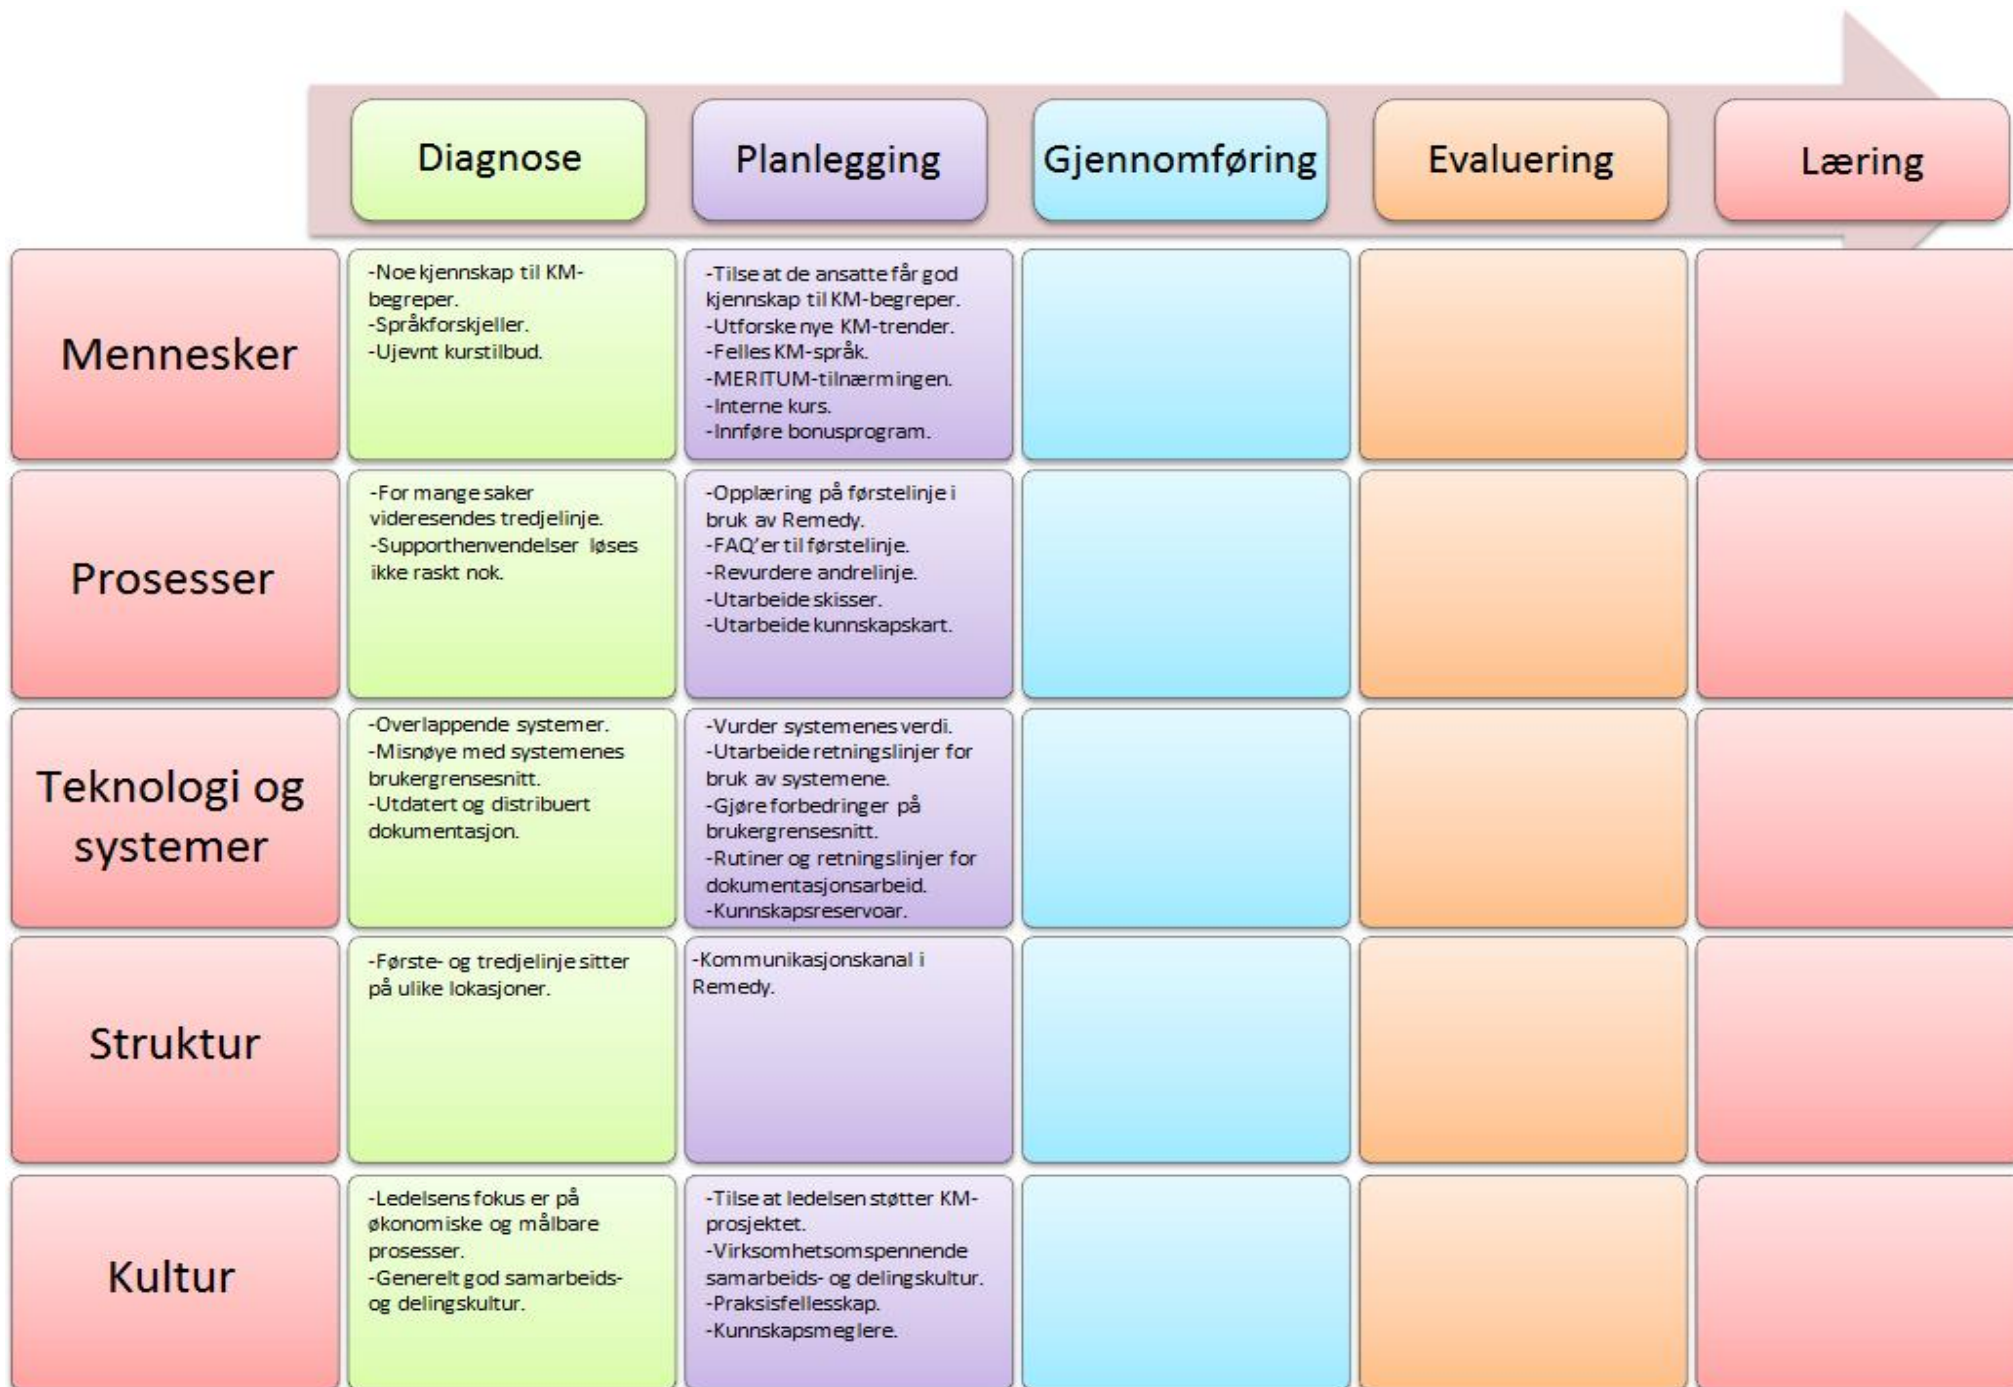 Diagnose
Planlegging
Gjennomføring
Evaluering
Læring
Mennesker
-Noe kjennskap til KM-
begreper.
-Språkforskjeller.
-Ujevnt kurstilbud.
-Tilse at de ansatte får god
kjennskap til KM-begreper.
-Utforske nye KM-trender.
-Felles KM-språk.
-MERITUM-tilnærmingen.
-Interne kurs.
-Innføre bonusprogram.
Prosesser
-For mange saker
videresendes tredjelinje.
-Supporthenvendelser løses
ikke raskt nok.
-Opplæring på førstelinje i
bruk av Remedy.
-FAQ'er til førstelinje.
-Revurdere andrelinje.
-Utarbeide skisser.
-Utarbeide kunnskapskart.
Teknologi og
systemer
-Overlappende systemer.
-Misnøye med systemenes
brukergrensesnitt.
-Utdatert og distribuert
dokumentasjon.
-Vurder systemenes verdi.
-Utarbeide retningslinjer for
bruk av systemene.
-Gjøre forbedringer på
brukergrensesnitt.
-Rutiner og retningslinjer for
dokumentasjonsarbeid.
-Kunnskapsreservoar.
Struktur
-Første- og tredjelinje sitter
på ulike lokasjoner.
-Kommunikasjonskanal i
Remedy.
Kultur
-Ledelsens fokus er på
økonomiske og målbare
prosesser.
-Generelt god samarbeids-
og delingskultur.
-Tilse at ledelsen støtter KM-
prosjektet.
-Virksomhetsomspennende
samarbeids- og delingskultur.
-Praksisfellesskap.
-Kunnskapsmeglere.